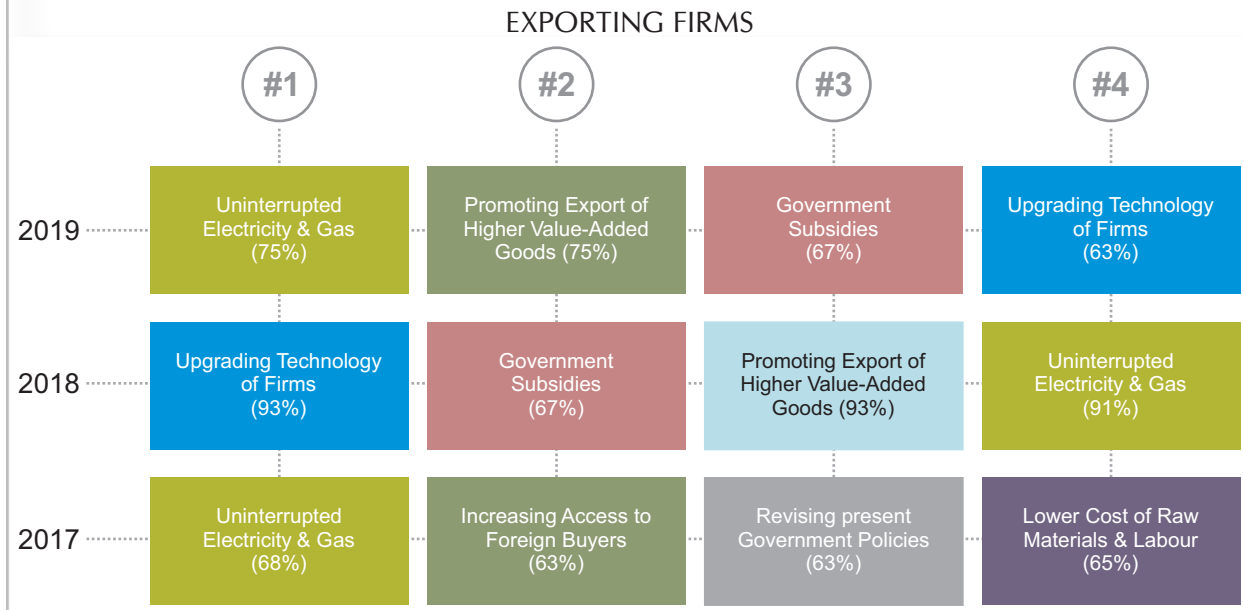 EXPORTING FIRMS
#1
#2
#3
#4
2019
Uninterrupted
Electricity & Gas
(75%)
Promoting Export of
Higher Value-Added
Goods (75%)
Government
Subsidies
(67%)
Upgrading Technology
of Firms
(63%)
2018
Upgrading Technology
of Firms
(93%)
Government
Subsidies
(67%)
Promoting Export of
Higher Value-Added
Goods (93%)
Uninterrupted
Electricity & Gas
(91%)
2017
Uninterrupted
Electricity & Gas
(68%)
Increasing Access to
Foreign Buyers
(63%)
Revising present
Government Policies
(63%)
Lower Cost of Raw
Materials & Labour
(65%)